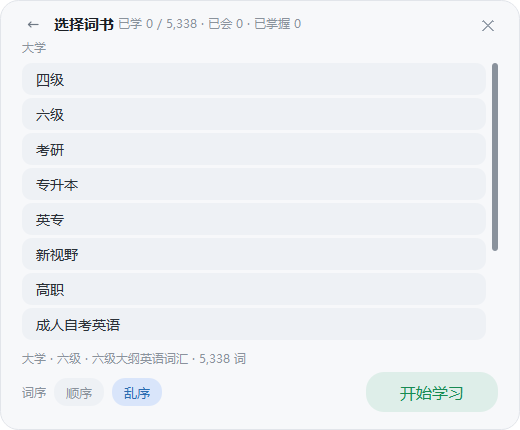 ← 选择词书 已学 0 / 5,338 · 已会 0 · 已掌握 0
大学
四级
六级
考研
专升本
英专
新视野
高职
成人自考英语
大学 · 六级 · 六级大纲英语词汇 · 5,338 词
词序 顺序 乱序 开始学习